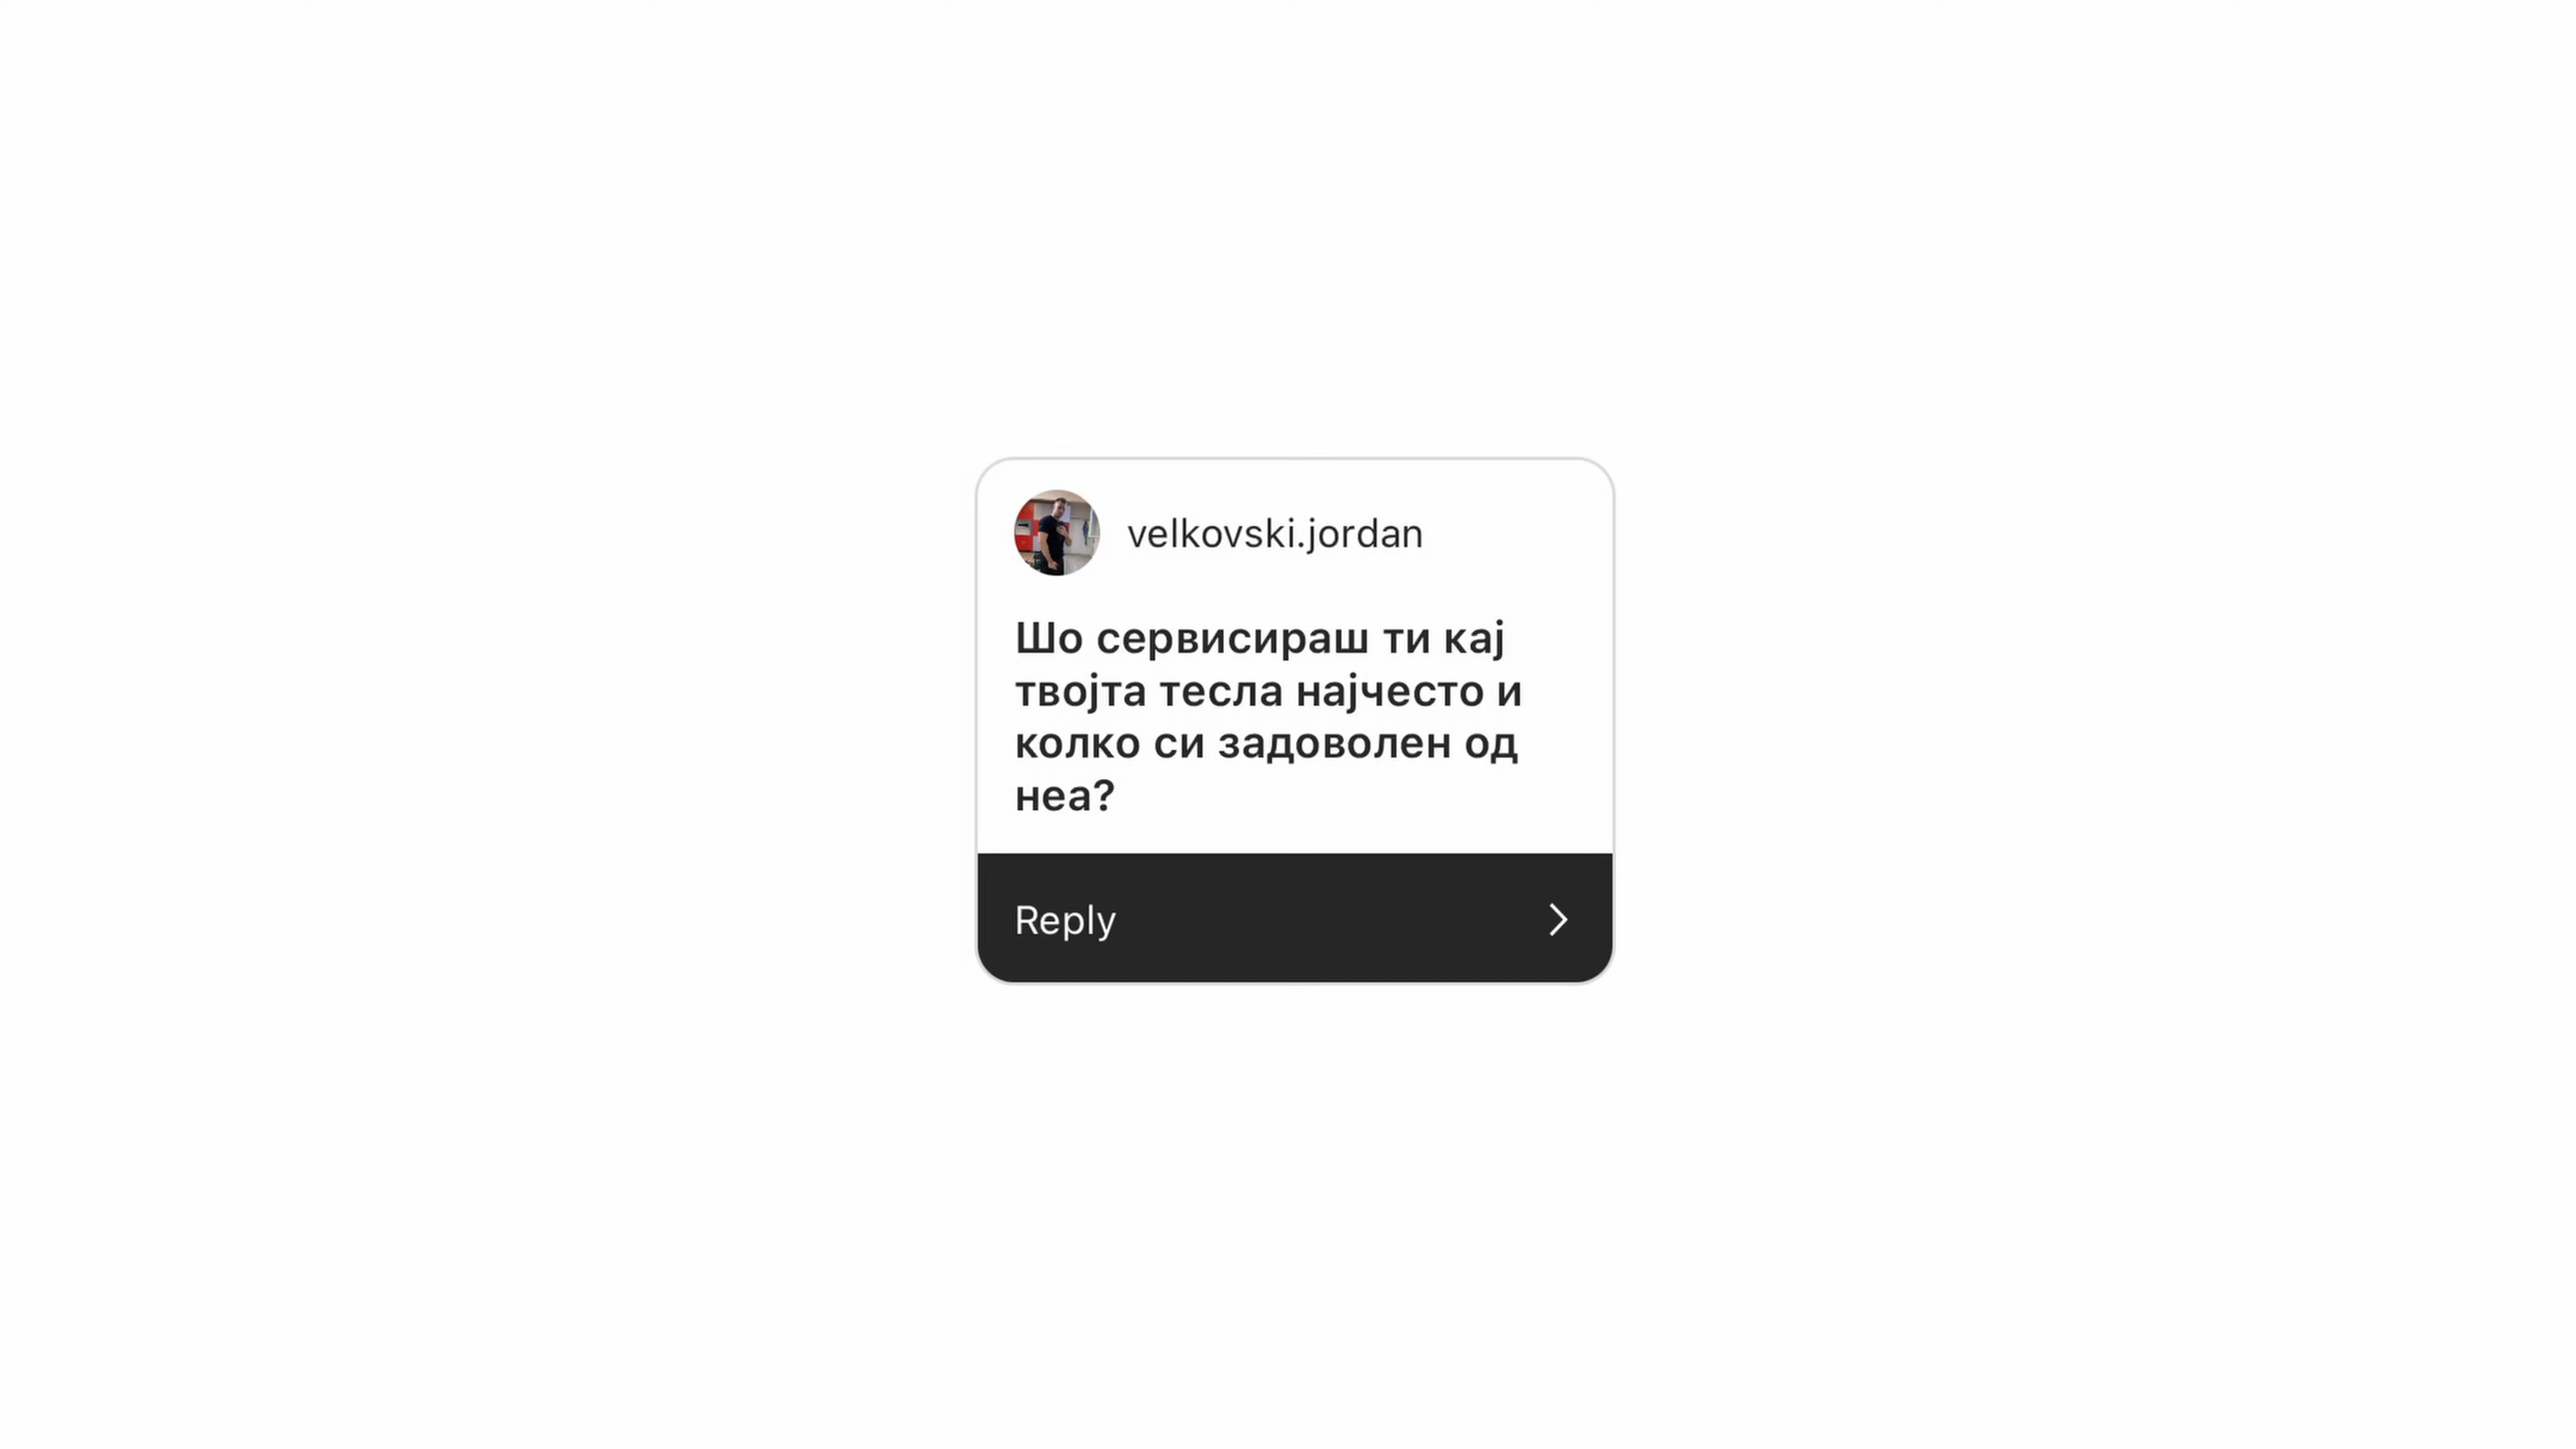 velkovski.jordan
Шо сервисираш ти кај
твојта тесла најчесто и
колко си задоволен од
неа?
Reply